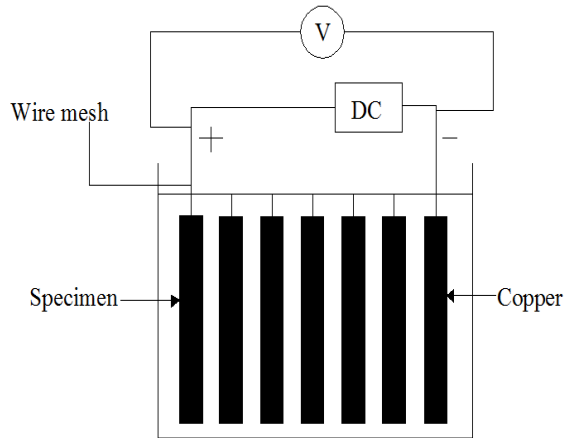 V
DC
Wire mesh
+
−
Specimen
Copper